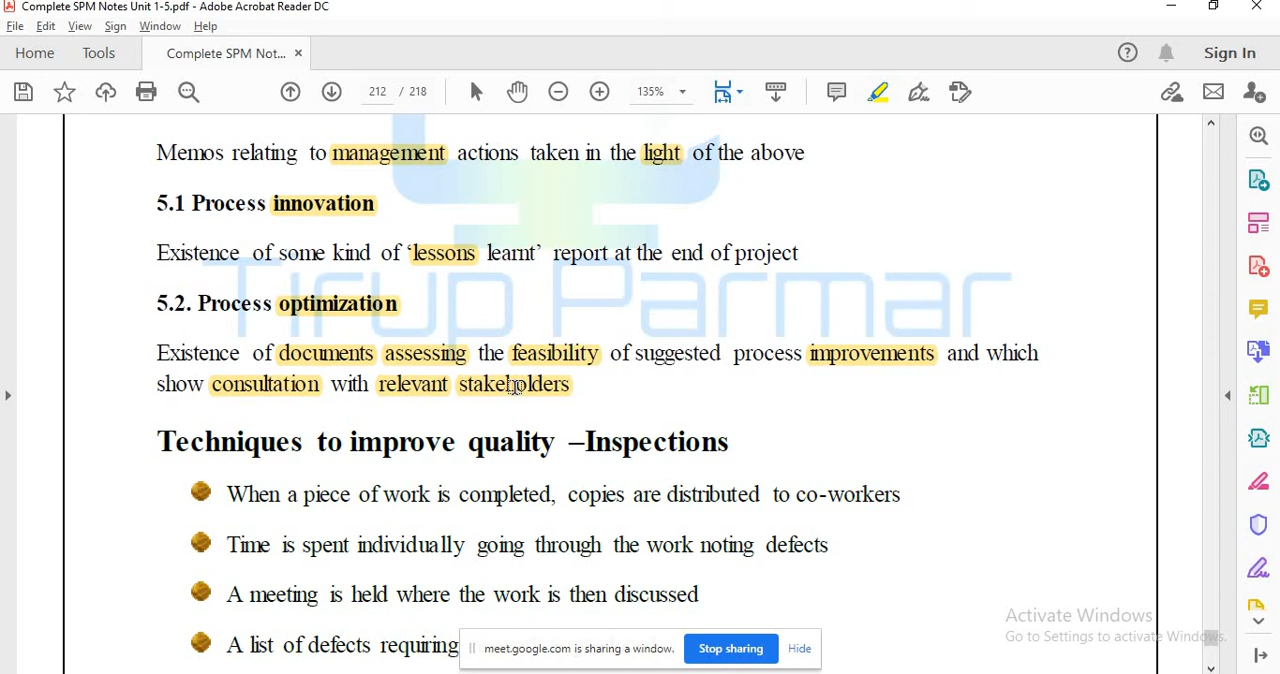 Complete SPM Notes Unit 1-5.pdf - Adobe Acrobat Reader DC
File Edit View Sign Window Help
Home Tools Complete SPM Not... × Sign In
212 / 218 135%
Memos relating to management actions taken in the light of the above
5.1 Process innovation
Existence of some kind of ‘lessons learnt’ report at the end of project
Tirup Parmar
5.2. Process optimization
Existence of documents assessing the feasibility of suggested process improvements and which
show consultation with relevant stakeholders
Techniques to improve quality –Inspections
When a piece of work is completed, copies are distributed to co-workers
Time is spent individually going through the work noting defects
A meeting is held where the work is then discussed
Activate Windows
Go to Settings to activate Windows.
A list of defects requiring
meet.google.com is sharing a window. Stop sharing Hide